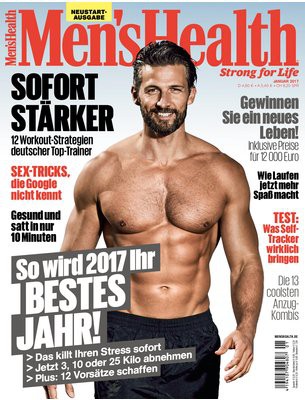 NEUSTART-
AUSGABE
Men'sHealth
Men'sHealth
Strong for Life
JANUAR 2017
SOFORT
STÄRKER
12 Workout-Strategien
deutscher Top-Trainer
SEX-TRICKS,
die Google
nicht kennt
Gesund und
satt in nur
10 Minuten
Gewinnen
Sie ein neues
Leben!
Inklusive Preise
für 12 000 Euro
Wie Laufen
jetzt mehr
Spaß macht
TEST:
Was Self-
Tracker
wirklich
bringen
Die 13
coolsten
Anzug-
Kombis
So wird 2017 Ihr
BESTES
JAHR!
> Das killt Ihren Stress sofort
> Jetzt 3, 10 oder 25 Kilo abnehmen
> Plus: 12 Vorsätze schaffen
MENSHEALTH.DE